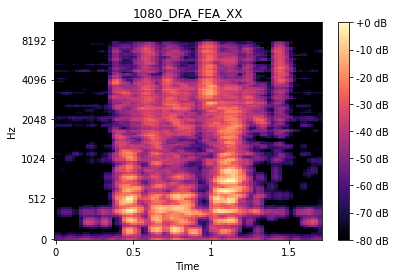 1080_DFA_FEA_XX
8192
4096
2048
1024
512
0
Hz
0
0.5
1
1.5
Time
+0 dB
-10 dB
-20 dB
-30 dB
-40 dB
-50 dB
-60 dB
-70 dB
-80 dB